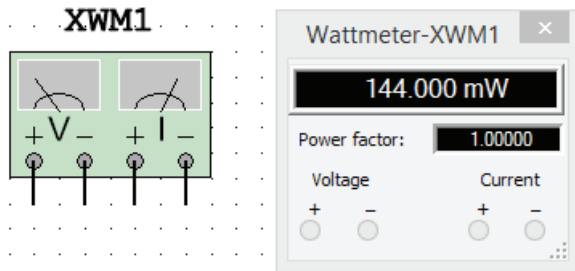 XWM1
V I
+ - + -
Wattmeter-XWM1
144.000 mW
Power factor: 1.00000
Voltage Current
+ - + -